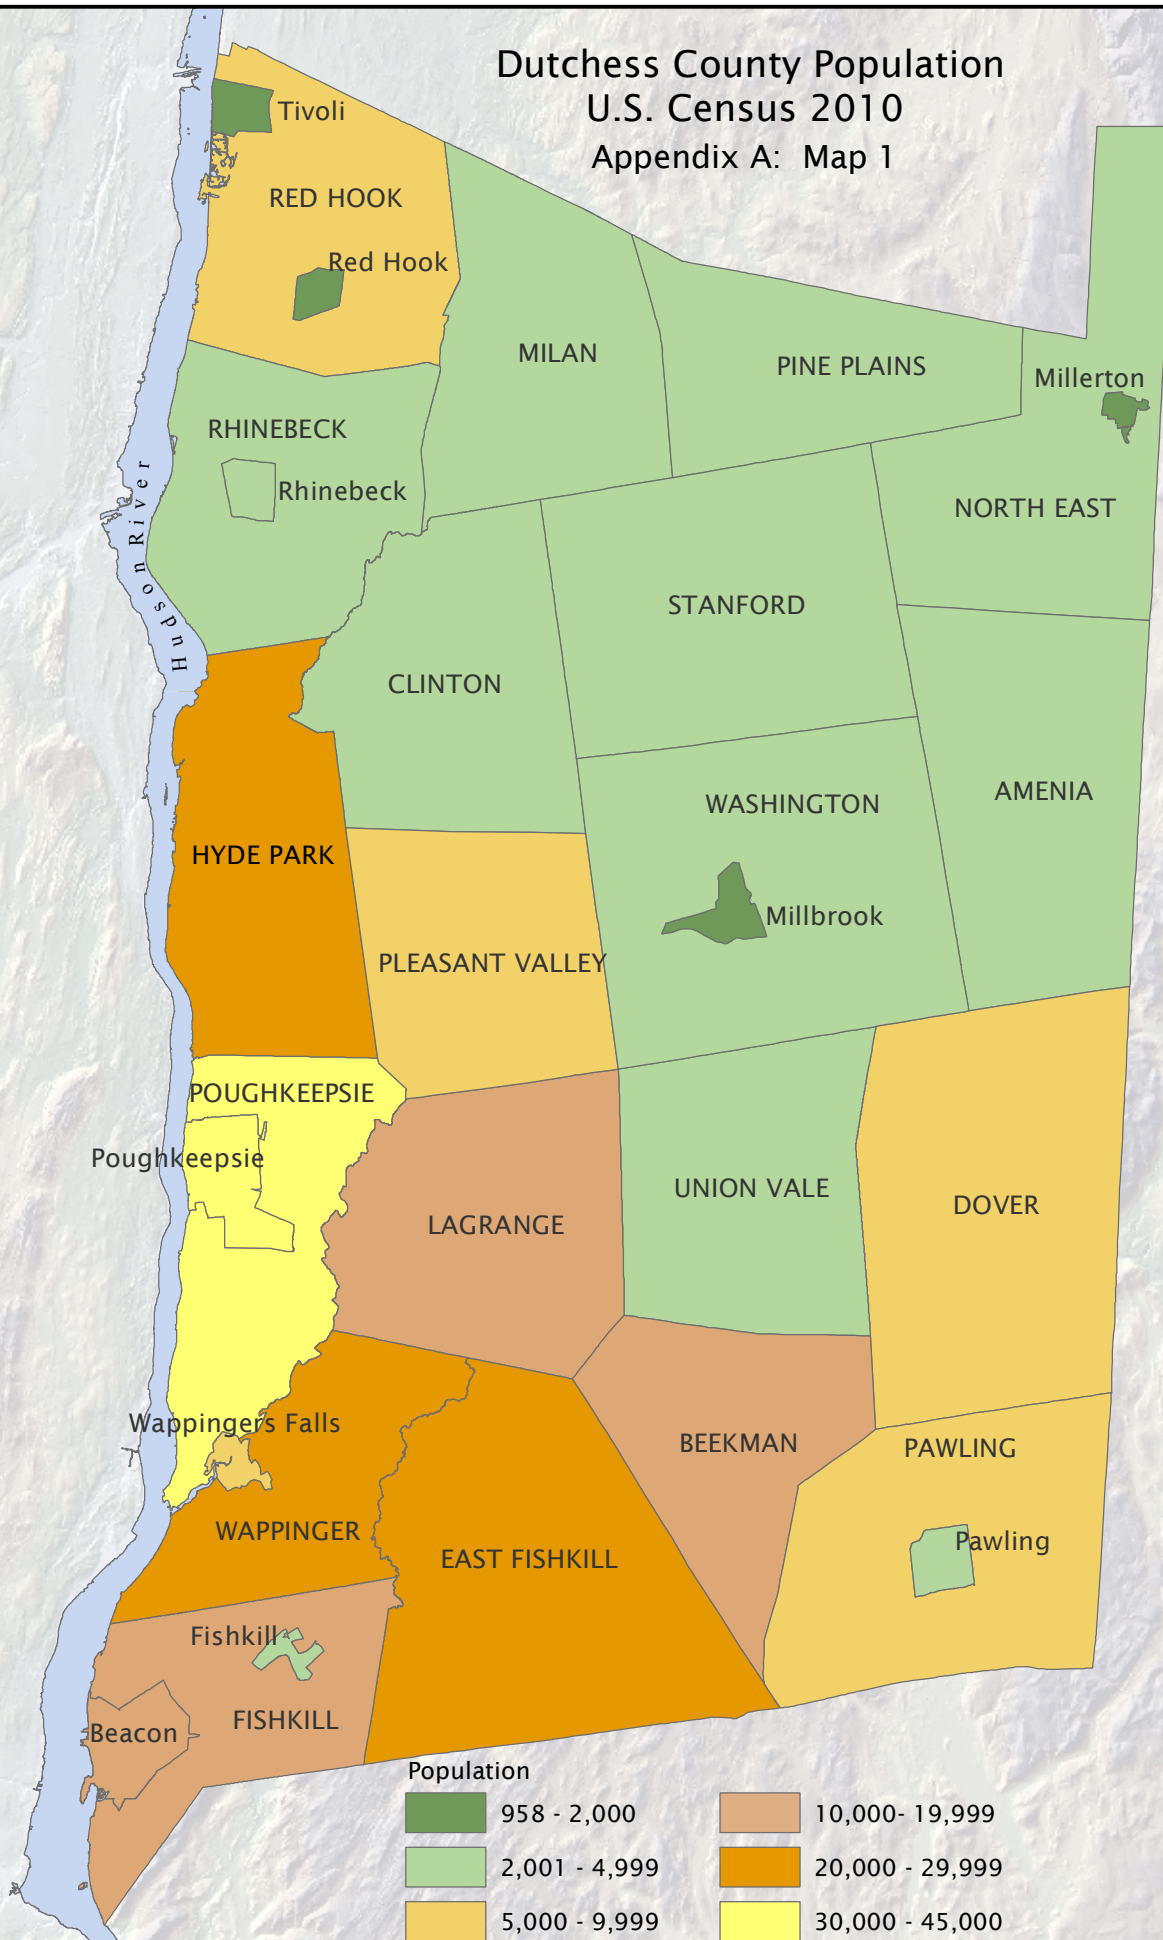 Dutchess County Population
U.S. Census 2010
Appendix A: Map 1
Tivoli
RED HOOK
Red Hook
MILAN
PINE PLAINS
Millerton
RHINEBECK
Rhinebeck
NORTH EAST
Hudson River
STANFORD
CLINTON
AMENIA
WASHINGTON
HYDE PARK
Millbrook
PLEASANT VALLEY
POUGHKEEPSIE
Poughkeepsie
UNION VALE
DOVER
LAGRANGE
Wappingers Falls
BEEKMAN
PAWLING
WAPPINGER
Pawling
EAST FISHKILL
Fishkill
FISHKILL
Beacon
Population
958 - 2,000
10,000- 19,999
2,001 - 4,999
20,000 - 29,999
5,000 - 9,999
30,000 - 45,000